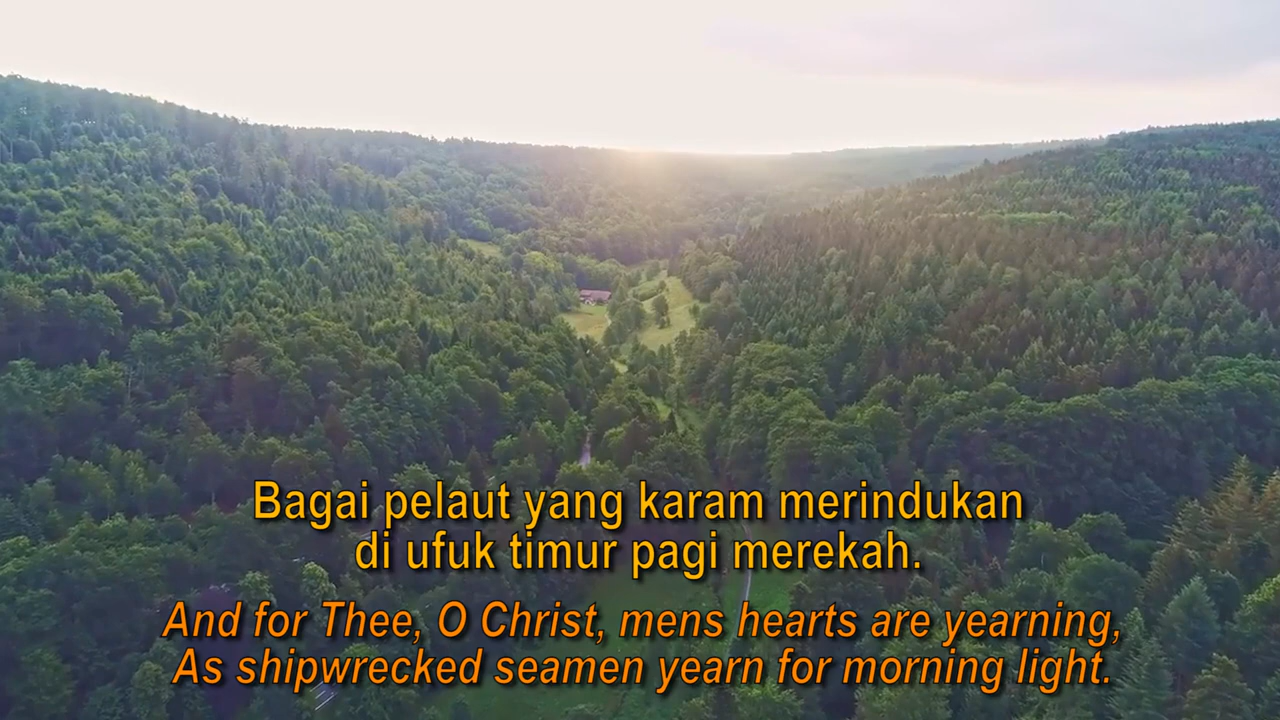 Bagai pelaut yang karam merindukan
di ufuk timur pagi merekah.
And for Thee, O Christ, mens hearts are yearning,
As shipwrecked seamen yearn for morning light.